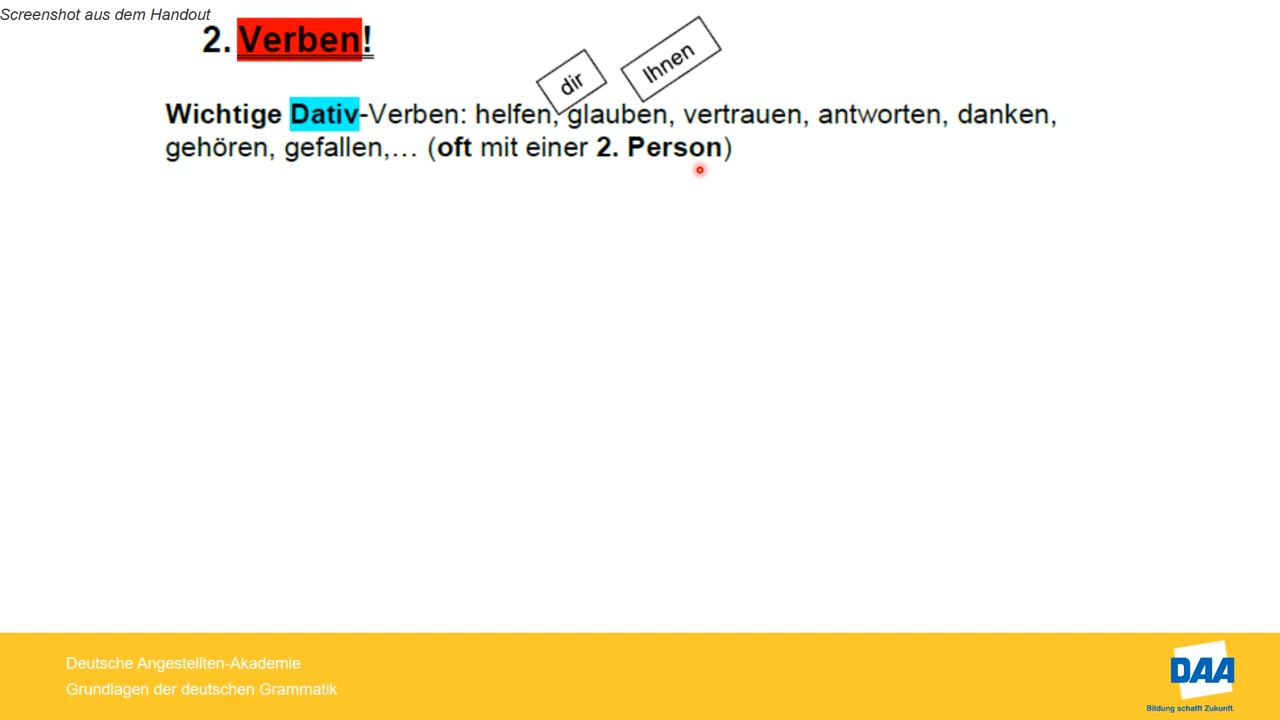 Screenshot aus dem Handout
2. Verben!
dir
Ihnen
Wichtige Dativ-Verben: helfen, glauben, vertrauen, antworten, danken,
gehören, gefallen,… (oft mit einer 2. Person)
Deutsche Angestellten-Akademie
Grundlagen der deutschen Grammatik
DAA
Bildung schafft Zukunft.